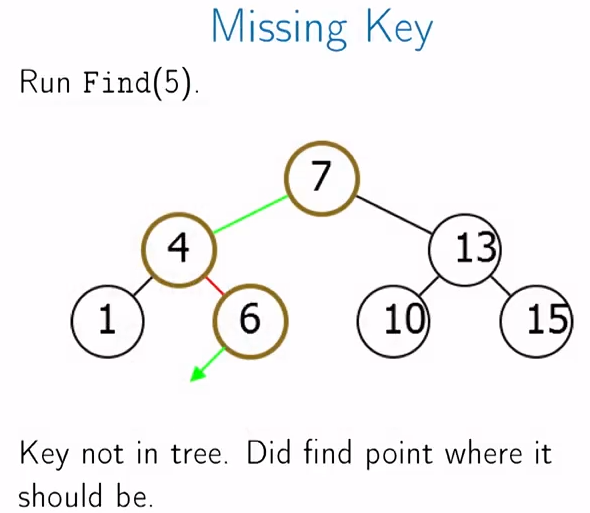 Missing Key
Run Find(5).
7
4
13
1
6
10
15
Key not in tree. Did find point where it
should be.